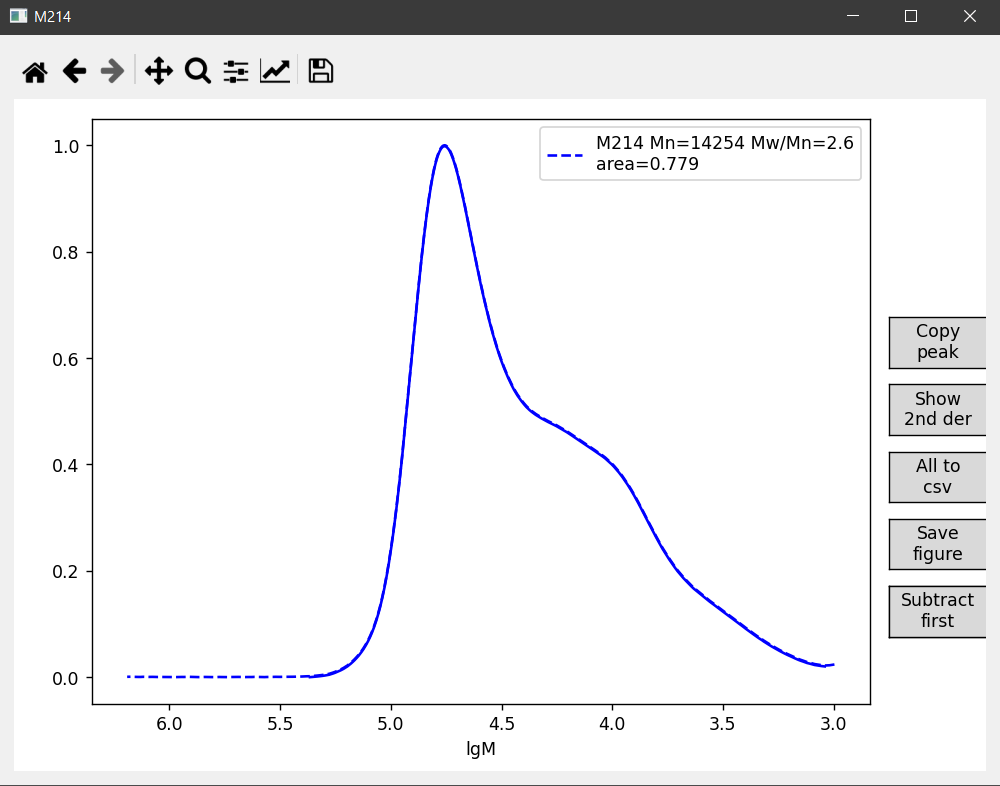 M214
M214 Mn=14254 Mw/Mn=2.6
area=0.779
1.0
0.8
0.6
0.4
0.2
0.0
6.0 5.5 5.0 4.5 4.0 3.5 3.0
lgM
Copy
peak
Show
2nd der
All to
csv
Save
figure
Subtract
first